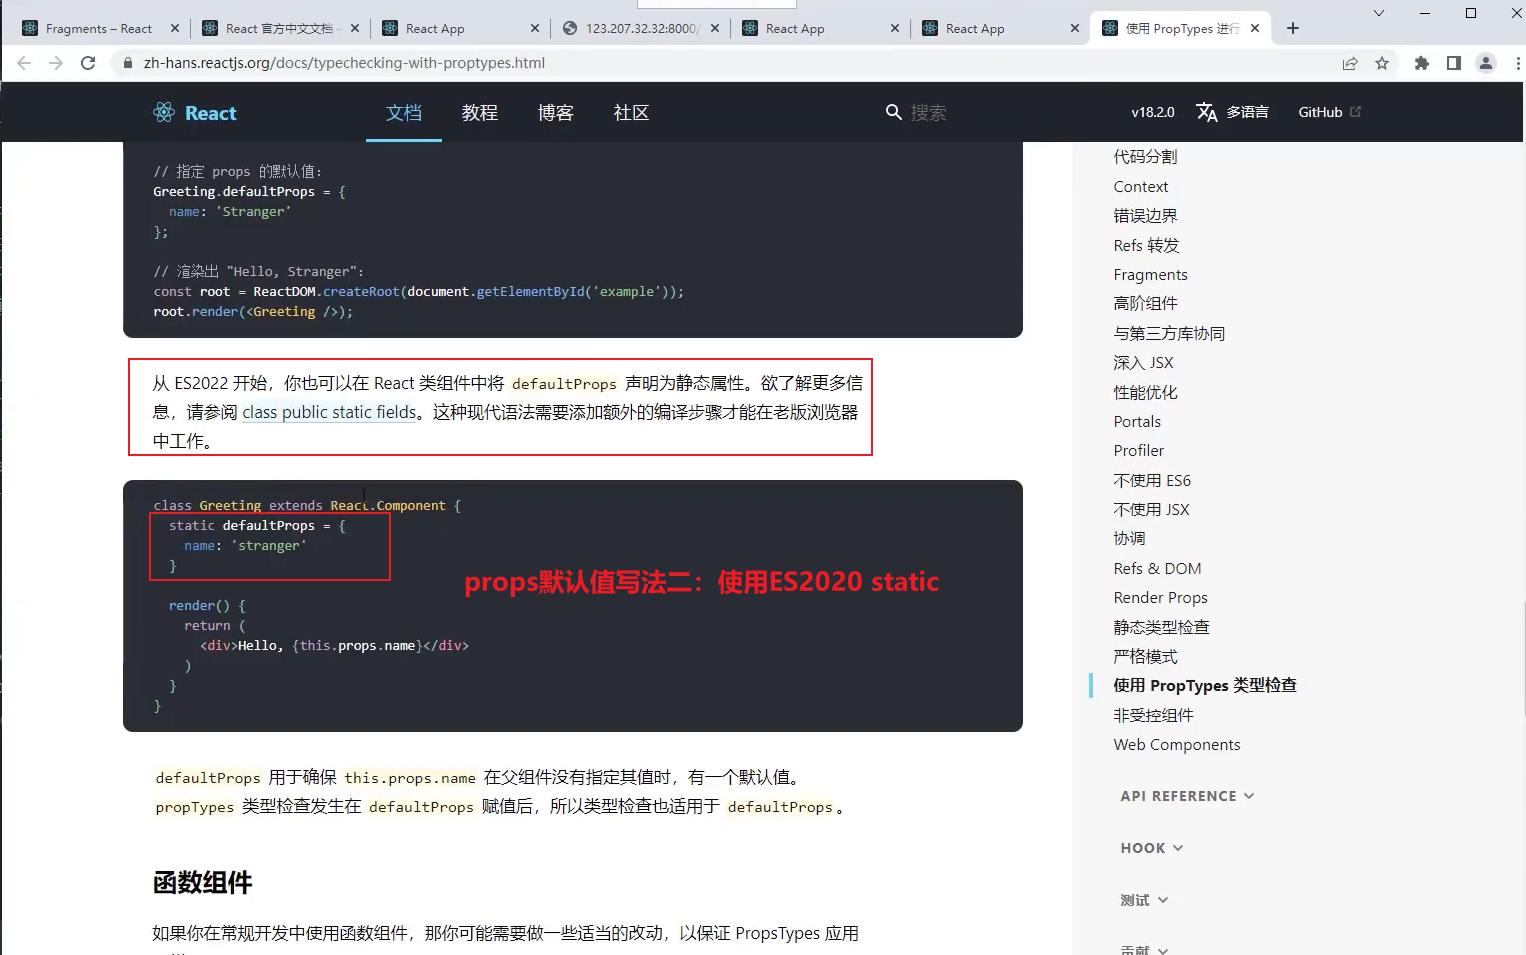 Fragments – React
React 官方中文文档 –
React App
123.207.32.32:8000/
React App
React App
使用 PropTypes 进行
zh-hans.reactjs.org/docs/typechecking-with-proptypes.html
React
文档
教程
博客
社区
搜索
v18.2.0
多语言
GitHub
// 指定 props 的默认值:
Greeting.defaultProps = {
name: 'Stranger'
};
// 渲染出 "Hello, Stranger":
const root = ReactDOM.createRoot(document.getElementById('example'));
root.render(<Greeting />);
从 ES2022 开始，你也可以在 React 类组件中将 defaultProps 声明为静态属性。欲了解更多信
息，请参阅 class public static fields。这种现代语法需要添加额外的编译步骤才能在老版浏览器
中工作。
class Greeting extends React.Component {
static defaultProps = {
name: 'stranger'
}
props默认值写法二：使用ES2020 static
render() {
return (
<div>Hello, {this.props.name}</div>
)
}
}
defaultProps 用于确保 this.props.name 在父组件没有指定其值时，有一个默认值。
propTypes 类型检查发生在 defaultProps 赋值后，所以类型检查也适用于 defaultProps。
函数组件
如果你在常规开发中使用函数组件，那你可能需要做一些适当的改动，以保证 PropsTypes 应用
代码分割
Context
错误边界
Refs 转发
Fragments
高阶组件
与第三方库协同
深入 JSX
性能优化
Portals
Profiler
不使用 ES6
不使用 JSX
协调
Refs & DOM
Render Props
静态类型检查
严格模式
使用 PropTypes 类型检查
非受控组件
Web Components
API REFERENCE
HOOK
测试
贡献